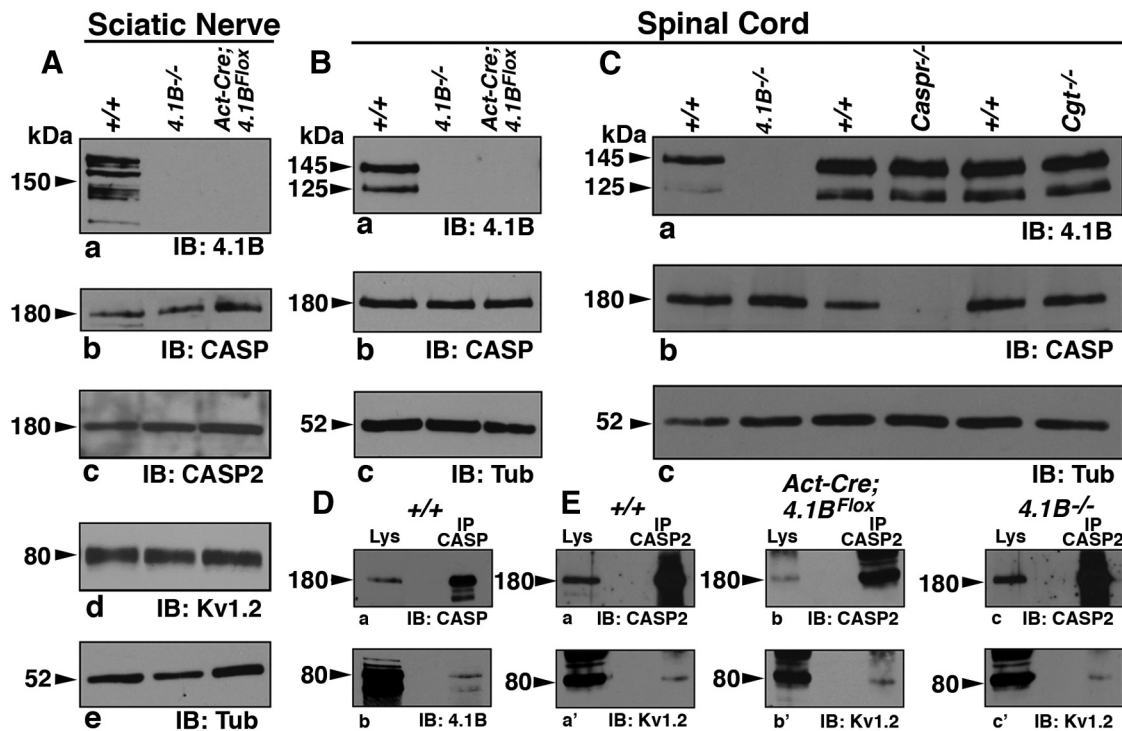 Sciatic Nerve
Spinal Cord
A
+/+
4.1B-/-
Act-Cre;
4.1BFlox
kDa
150
a
IB: 4.1B
180
b
IB: CASP
180
c
IB: CASP2
80
d
IB: Kv1.2
52
e
IB: Tub
B
+/+
4.1B-/-
Act-Cre;
4.1BFlox
kDa
145
125
a
IB: 4.1B
180
b
IB: CASP
52
c
IB: Tub
C
+/+
4.1B-/-
+/+
Caspr-/-
+/+
Cgt-/-
kDa
145
125
a
IB: 4.1B
180
b
IB: CASP
52
c
IB: Tub
D
+/+
Lys
IP
CASP
180
a
IB: CASP
80
b
IB: 4.1B
E
+/+
Lys
IP
CASP2
180
a
IB: CASP2
80
a'
IB: Kv1.2
Act-Cre;
4.1BFlox
Lys
IP
CASP2
180
b
IB: CASP2
80
b'
IB: Kv1.2
4.1B-/-
Lys
IP
CASP2
180
c
IB: CASP2
80
c'
IB: Kv1.2